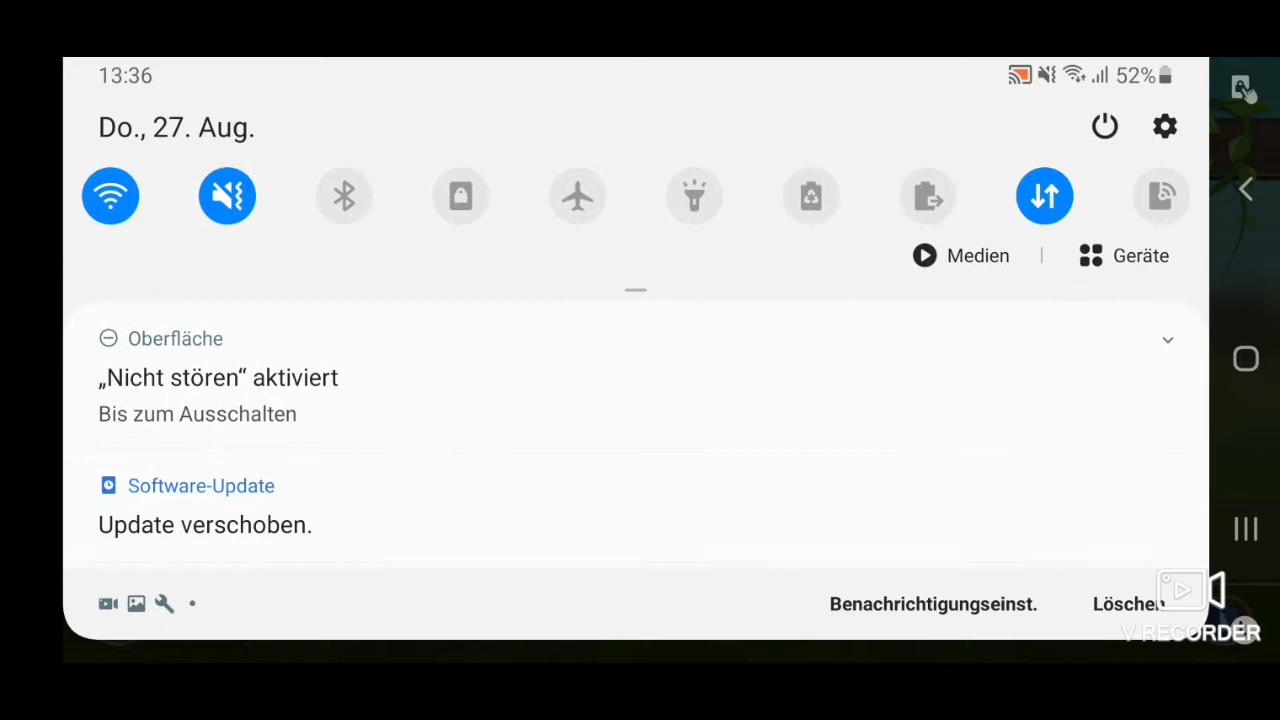 13:36
52%
Do., 27. Aug.
Medien
Geräte
Oberfläche
„Nicht stören“ aktiviert
Bis zum Ausschalten
Software-Update
Update verschoben.
Benachrichtigungseinst.
Löschen
V RECORDER